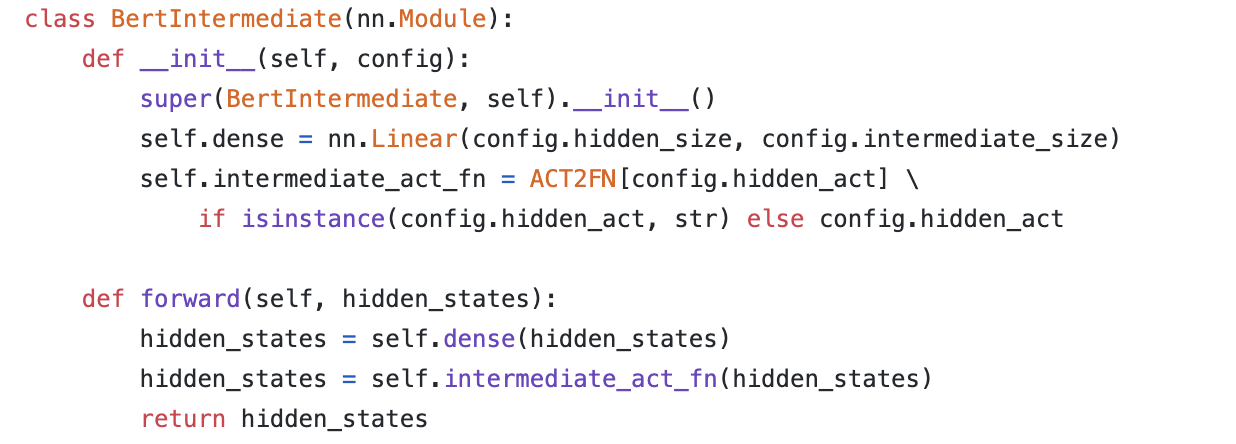 class BertIntermediate(nn.Module):
    def __init__(self, config):
        super(BertIntermediate, self).__init__()
        self.dense = nn.Linear(config.hidden_size, config.intermediate_size)
        self.intermediate_act_fn = ACT2FN[config.hidden_act] \
            if isinstance(config.hidden_act, str) else config.hidden_act

    def forward(self, hidden_states):
        hidden_states = self.dense(hidden_states)
        hidden_states = self.intermediate_act_fn(hidden_states)
        return hidden_states